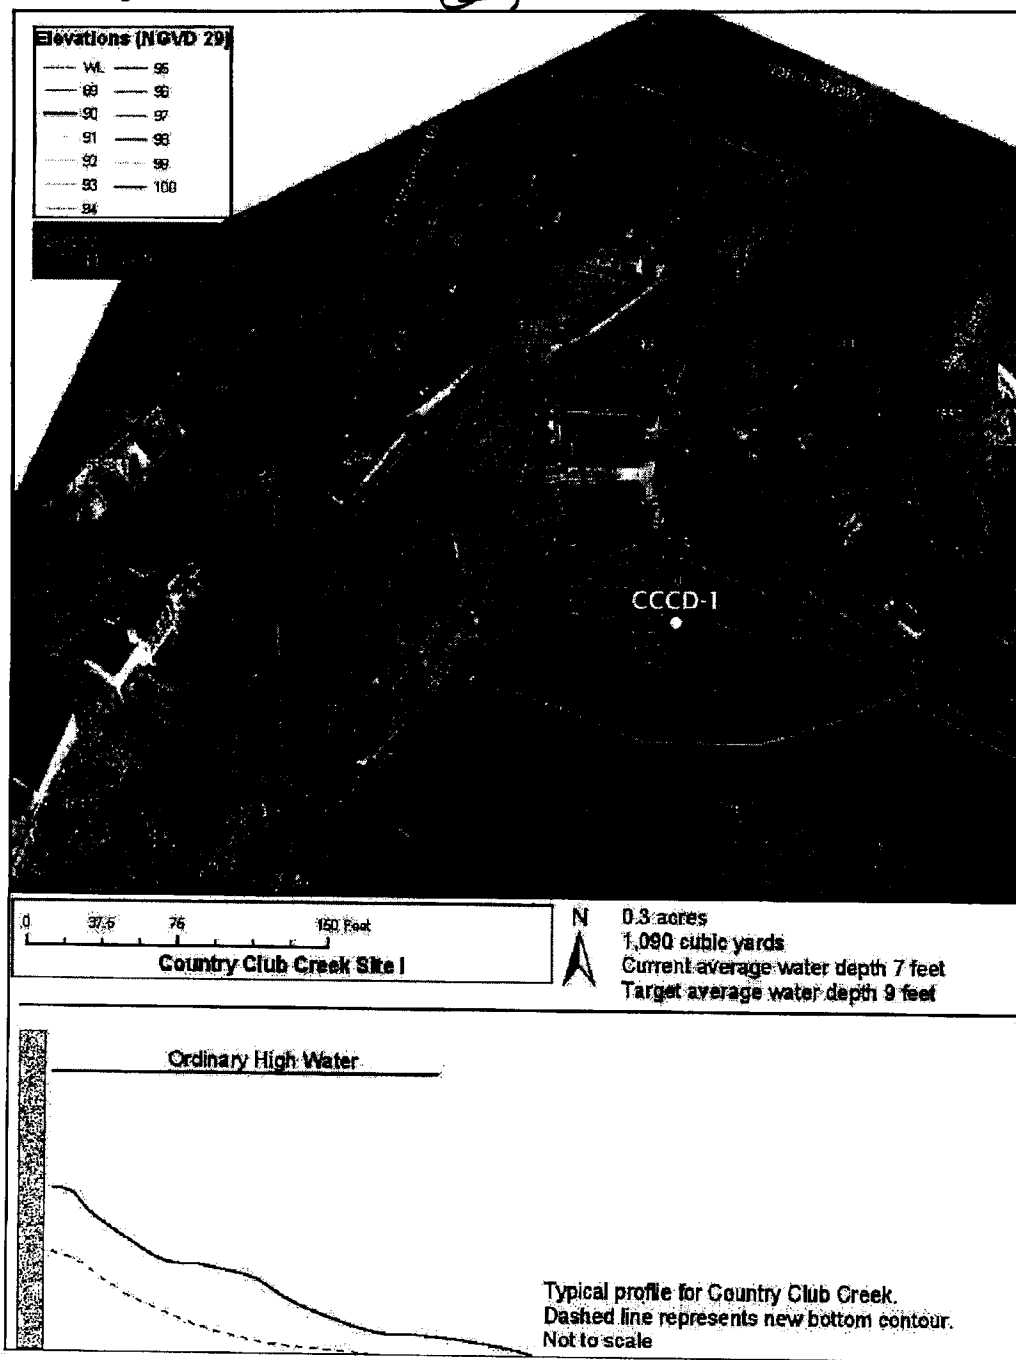 Elevations (NGVD 29)
WL 95
89 96
90 97
91 98
92 99
93 100
94
CCCD-1
0 37.5 75 150 Feet
Country Club Creek Site I
N
0.3 acres
1,090 cubic yards
Current average water depth 7 feet
Target average water depth 9 feet
Ordinary High Water
Typical profile for Country Club Creek.
Dashed line represents new bottom contour.
Not to scale